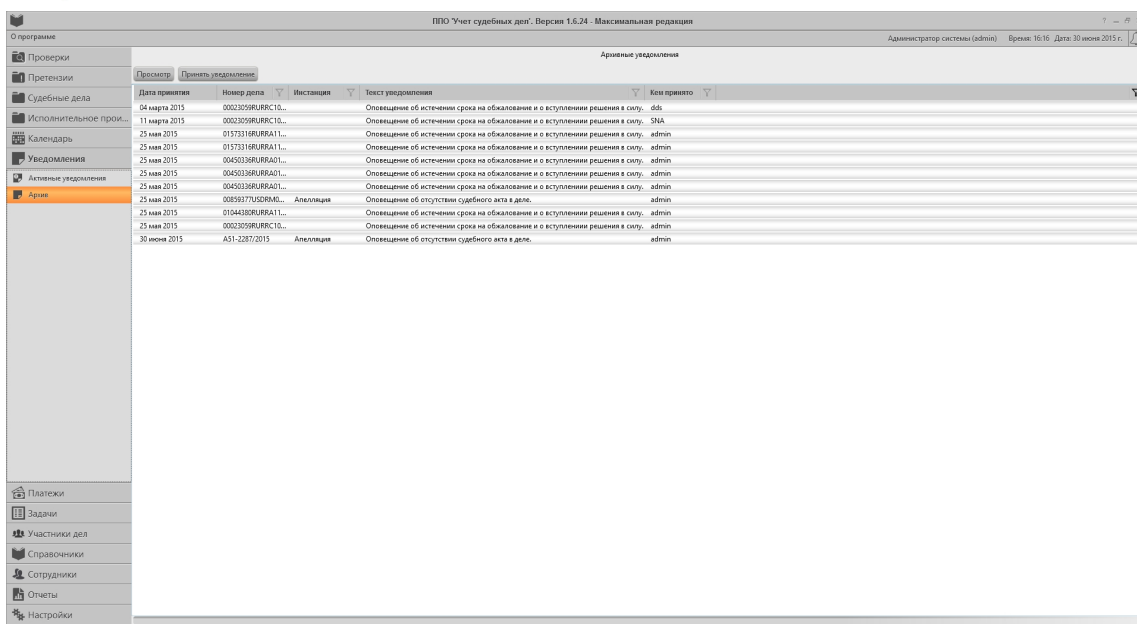 ППО 'Учет судебных дел'. Версия 1.6.24 - Максимальная редакция
О программе
Администратор системы (admin) Время: 16:16 Дата: 30 июня 2015 г.
Проверки
Претензии
Судебные дела
Исполнительное прои...
Календарь
Уведомления
Активные уведомления
Архив
Платежи
Задачи
Участники дел
Справочники
Сотрудники
Отчеты
Настройки
Архивные уведомления
Просмотр Принять уведомление
Дата принятия Номер дела Инстанция Текст уведомления Кем принято
04 марта 2015 00023059RURRC10... Оповещение об истечении срока на обжалование и о вступлениии решения в силу. dds
11 марта 2015 00023059RURRC10... Оповещение об истечении срока на обжалование и о вступлениии решения в силу. SNA
25 мая 2015 01573316RURRA11... Оповещение об истечении срока на обжалование и о вступлениии решения в силу. admin
25 мая 2015 01573316RURRA11... Оповещение об истечении срока на обжалование и о вступлениии решения в силу. admin
25 мая 2015 00450336RURRA01... Оповещение об истечении срока на обжалование и о вступлениии решения в силу. admin
25 мая 2015 00450336RURRA01... Оповещение об истечении срока на обжалование и о вступлениии решения в силу. admin
25 мая 2015 00450336RURRA01... Оповещение об истечении срока на обжалование и о вступлениии решения в силу. admin
25 мая 2015 00859377USDRM0... Апелляция Оповещение об отсутствии судебного акта в деле. admin
25 мая 2015 01044380RURRA11... Оповещение об истечении срока на обжалование и о вступлениии решения в силу. admin
25 мая 2015 00023059RURRC10... Оповещение об истечении срока на обжалование и о вступлениии решения в силу. admin
30 июня 2015 А51-2287/2015 Апелляция Оповещение об отсутствии судебного акта в деле. admin